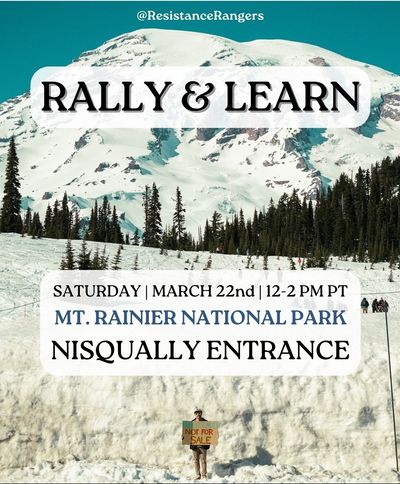 @ResistanceRangers
RALLY & LEARN
SATURDAY | MARCH 22nd | 12-2 PM PT
MT. RAINIER NATIONAL PARK
NISQUALLY ENTRANCE
NOT FOR
SALE